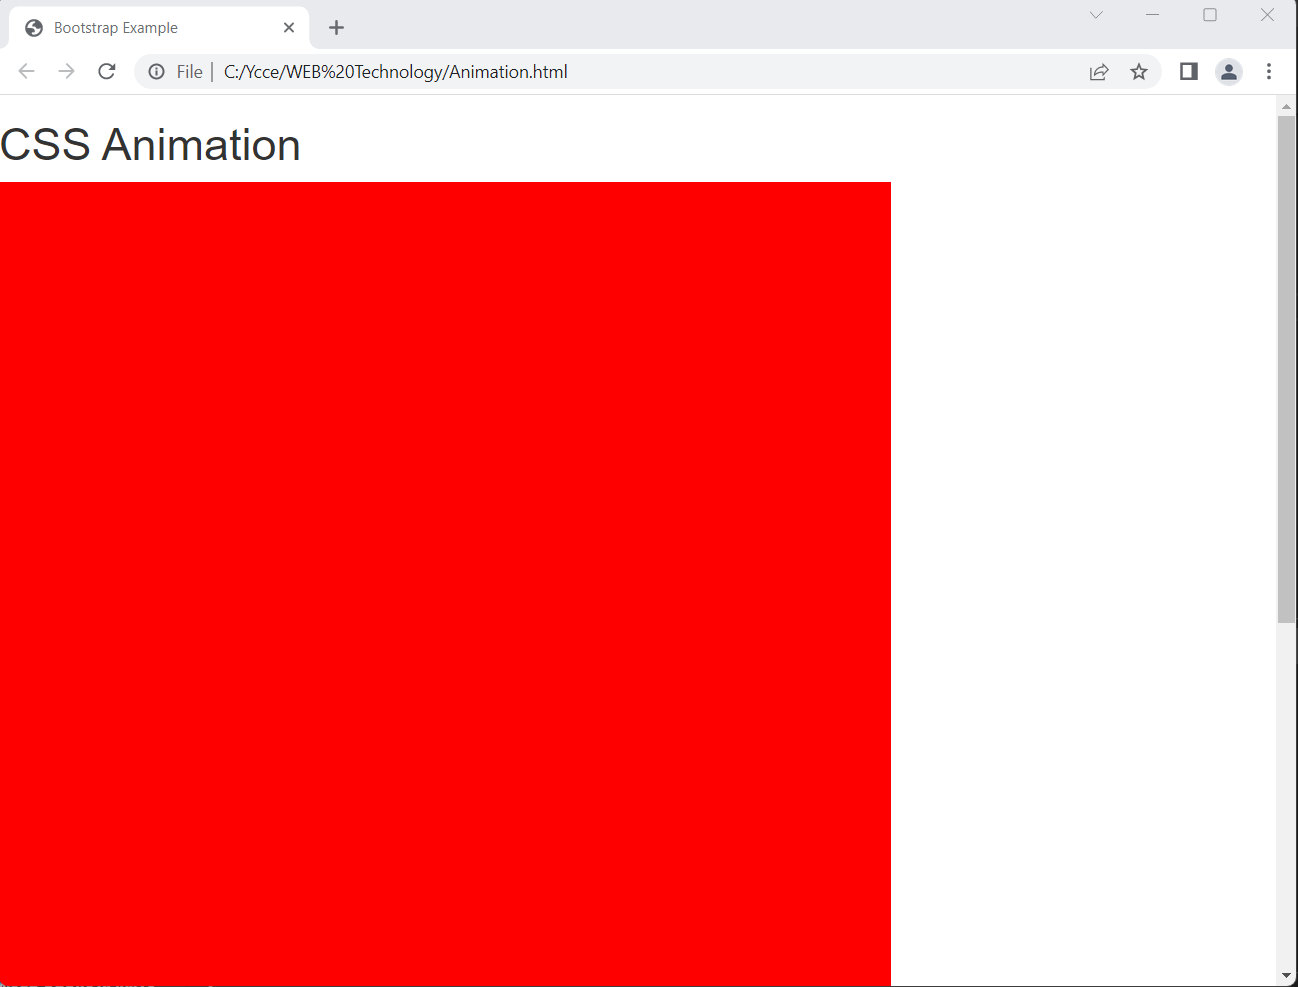 Bootstrap Example
File | C:/Ycce/WEB%20Technology/Animation.html
CSS Animation